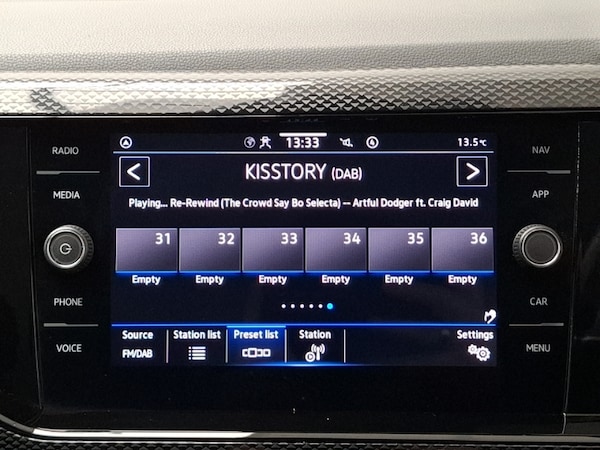 RADIO
MEDIA
PHONE
VOICE
13:33
4
13.5°C
KISSTORY (DAB)
Playing... Re-Rewind (The Crowd Say Bo Selecta) -- Artful Dodger ft. Craig David
31 32 33 34 35 36
Empty Empty Empty Empty Empty Empty
Source Station list Preset list Station Settings
FM/DAB
NAV
APP
CAR
MENU